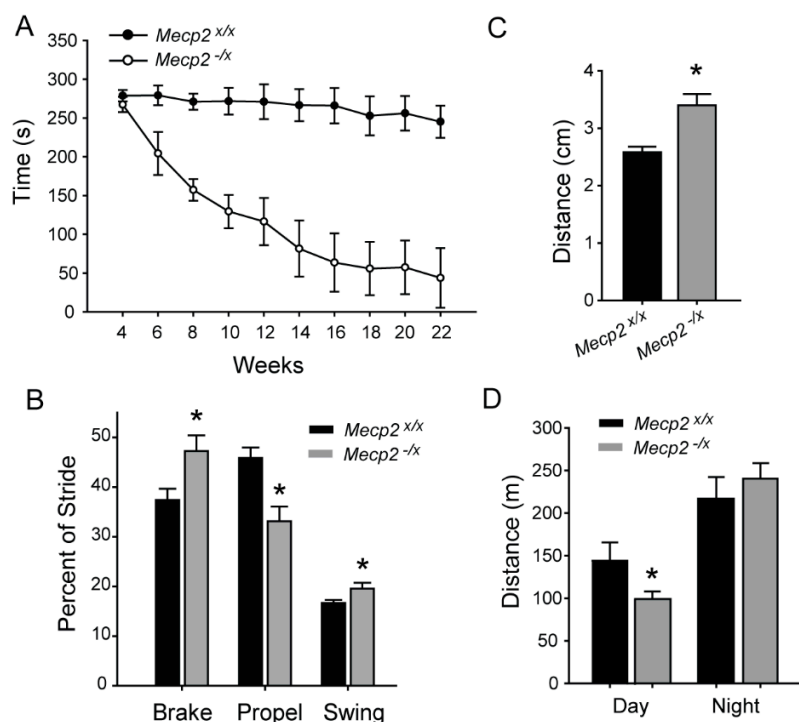 A
Mecp2 x/x
Mecp2 -/x
Time (s)
350
300
250
200
150
100
50
0
4 6 8 10 12 14 16 18 20 22
Weeks
C
*
Distance (cm)
4
3
2
1
0
Mecp2 x/x
Mecp2 -/x
B
Mecp2 x/x
Mecp2 -/x
Percent of Stride
50
40
30
20
10
0
* * *
Brake Propel Swing
D
Mecp2 x/x
Mecp2 -/x
Distance (m)
250
200
150
100
50
0
*
Day Night